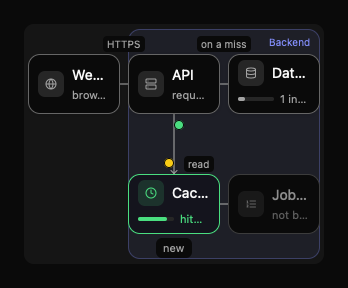 HTTPS
on a miss
Backend
We...
brow...
API
requ...
Dat...
1 in...
read
Cac...
hit...
Job...
not b...
new